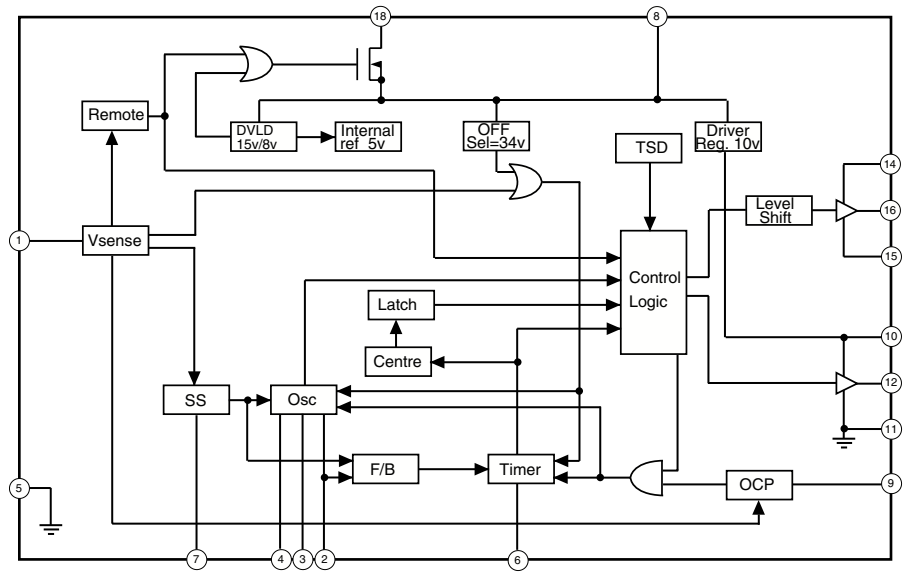 18
8
Remote
DVLD
15v/8v
Internal
ref 5v
OFF
Sel=34v
TSD
Driver
Reg. 10v
14
Level
Shift
16
1
Vsense
15
Control
Logic
Latch
10
Centre
12
SS
Osc
11
F/B
Timer
OCP
9
5
7
4
3
2
6